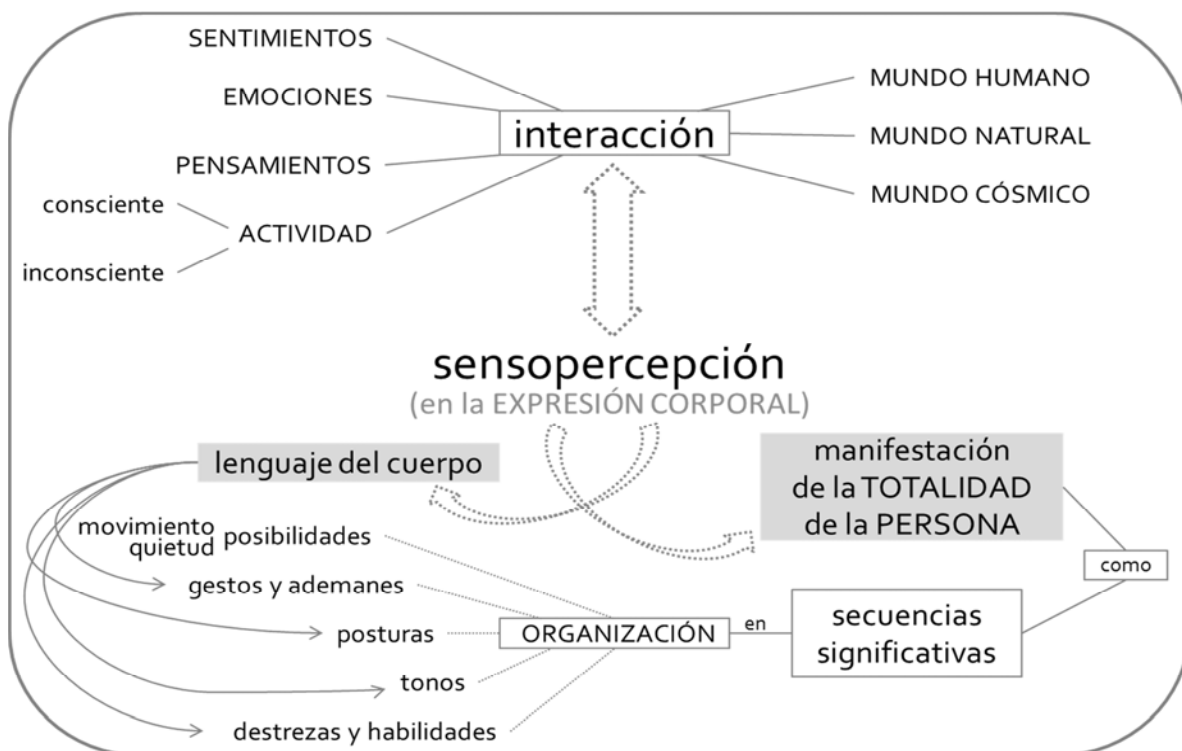 SENTIMIENTOS
EMOCIONES
PENSAMIENTOS
consciente
ACTIVIDAD
inconsciente
interacción
MUNDO HUMANO
MUNDO NATURAL
MUNDO CÓSMICO
sensopercepción
(en la EXPRESIÓN CORPORAL)
lenguaje del cuerpo
manifestación
de la TOTALIDAD
de la PERSONA
movimiento
quietud
posibilidades
gestos y ademanes
posturas
tonos
destrezas y habilidades
ORGANIZACIÓN
en
secuencias
significativas
como